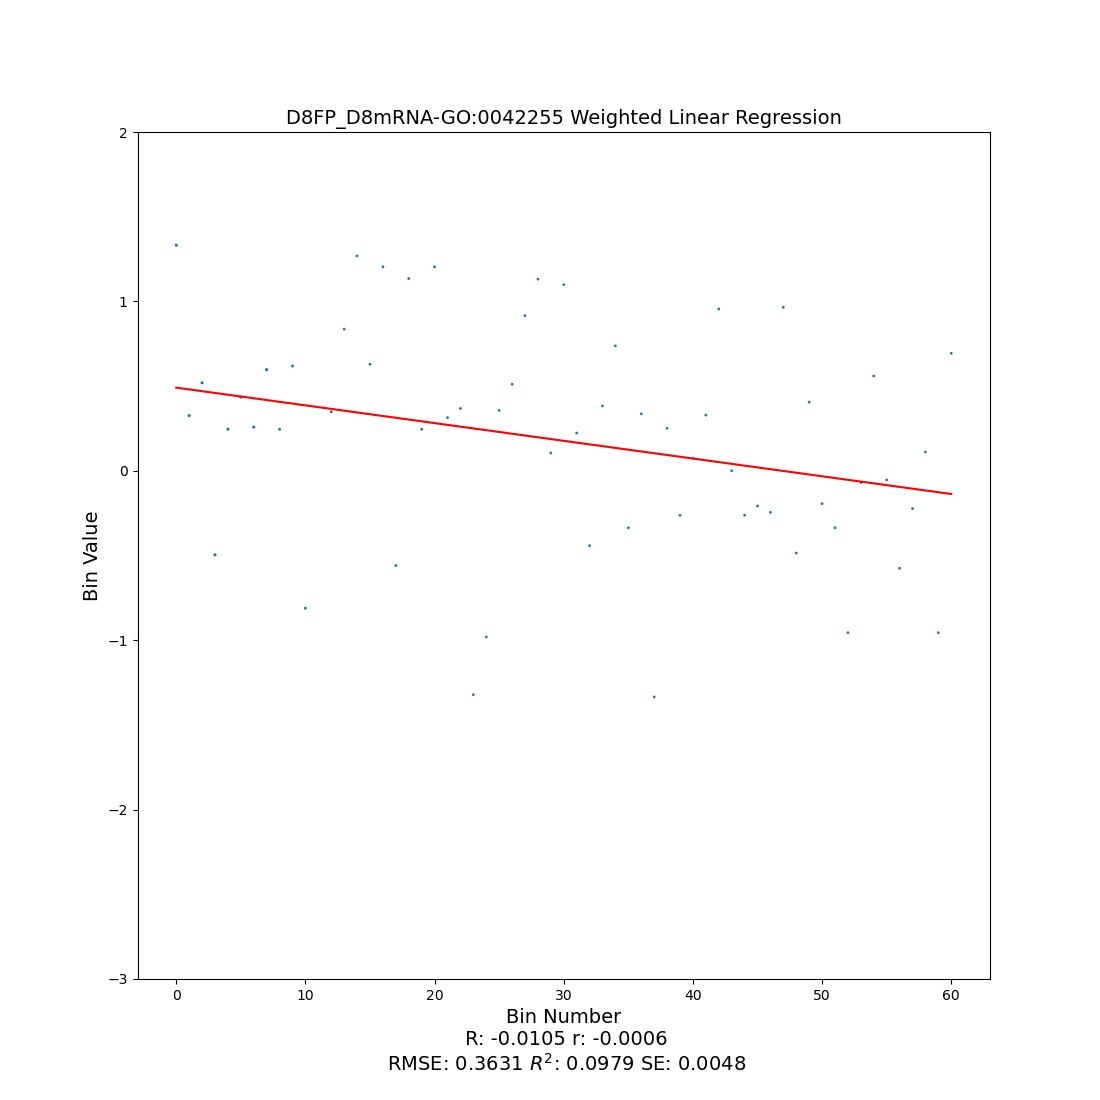 D8FP_D8mRNA-GO:0042255 Weighted Linear Regression
2
1
0
−1
−2
−3
Bin Value
0 10 20 30 40 50 60
Bin Number
R: -0.0105 r: -0.0006
RMSE: 0.3631 R²: 0.0979 SE: 0.0048